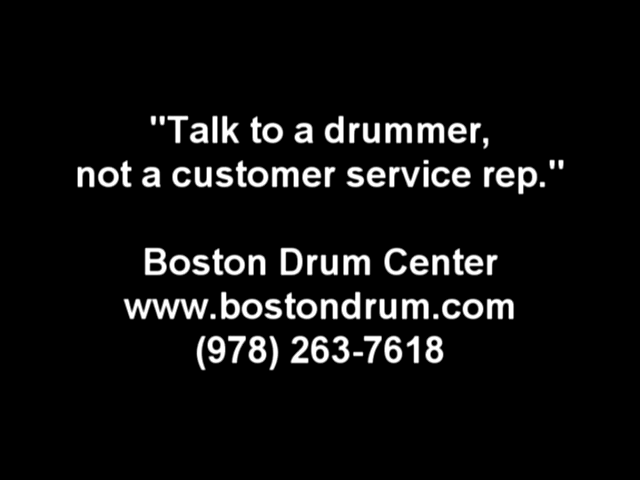 "Talk to a drummer,
not a customer service rep."
Boston Drum Center
www.bostondrum.com
(978) 263-7618